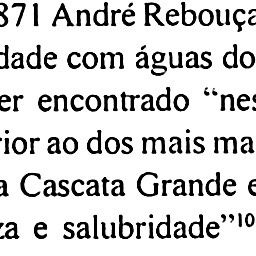 871 André Rebouça
dade com águas do
er encontrado “nes
rior ao dos mais ma
a Cascata Grande e
za e salubridade”¹⁰